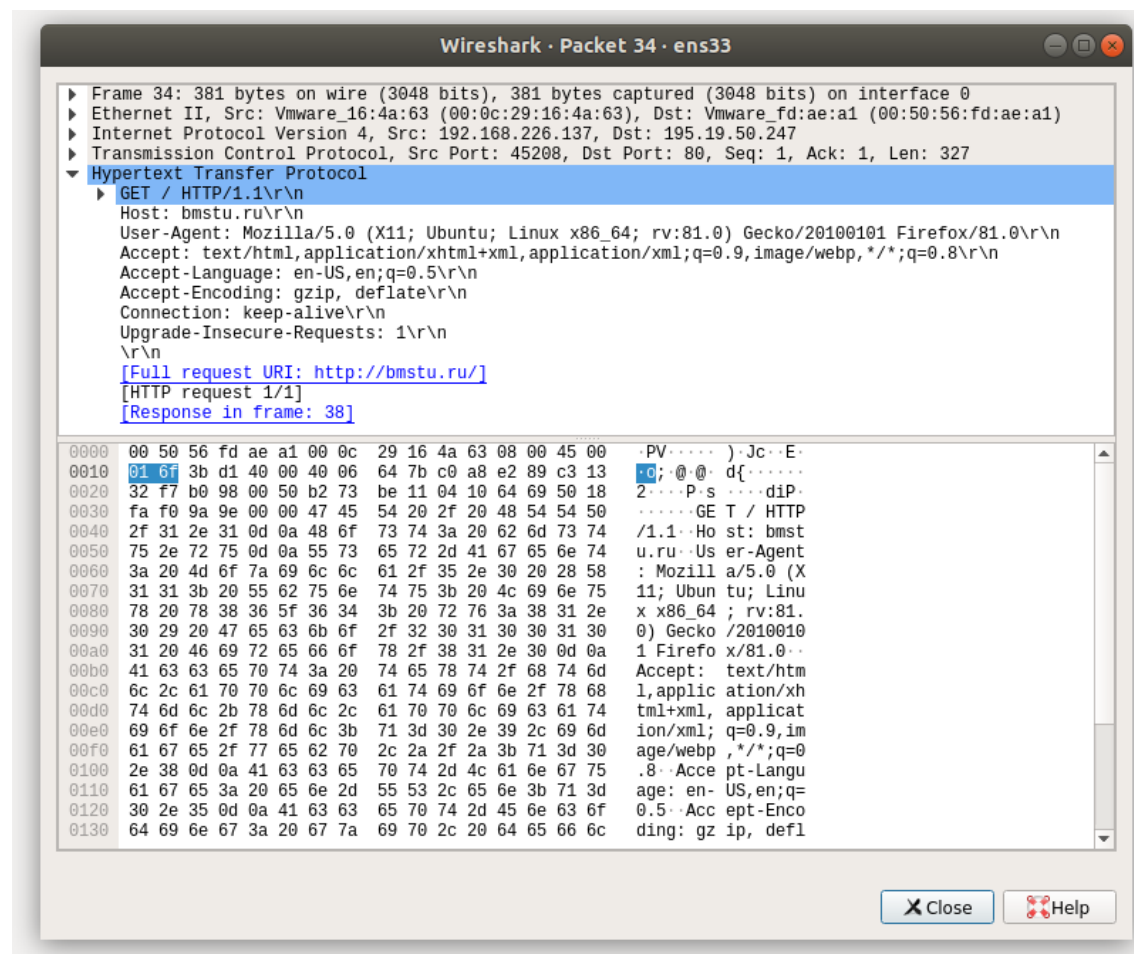 Wireshark · Packet 34 · ens33
Frame 34: 381 bytes on wire (3048 bits), 381 bytes captured (3048 bits) on interface 0
Ethernet II, Src: Vmware_16:4a:63 (00:0c:29:16:4a:63), Dst: Vmware_fd:ae:a1 (00:50:56:fd:ae:a1)
Internet Protocol Version 4, Src: 192.168.226.137, Dst: 195.19.50.247
Transmission Control Protocol, Src Port: 45208, Dst Port: 80, Seq: 1, Ack: 1, Len: 327
Hypertext Transfer Protocol
GET / HTTP/1.1\r\n
Host: bmstu.ru\r\n
User-Agent: Mozilla/5.0 (X11; Ubuntu; Linux x86_64; rv:81.0) Gecko/20100101 Firefox/81.0\r\n
Accept: text/html,application/xhtml+xml,application/xml;q=0.9,image/webp,*/*;q=0.8\r\n
Accept-Language: en-US,en;q=0.5\r\n
Accept-Encoding: gzip, deflate\r\n
Connection: keep-alive\r\n
Upgrade-Insecure-Requests: 1\r\n
\r\n
[Full request URI: http://bmstu.ru/]
[HTTP request 1/1]
[Response in frame: 38]
0000 00 50 56 fd ae a1 00 0c 29 16 4a 63 08 00 45 00 ·PV····· )·Jc··E·
0010 01 6f 3b d1 40 00 40 06 64 7b c0 a8 e2 89 c3 13 ·o;·@·@· d{······
0020 32 f7 b0 98 00 50 b2 73 be 11 04 10 64 69 50 18 2····P·s ····diP·
0030 fa f0 9a 9e 00 00 47 45 54 20 2f 20 48 54 54 50 ······GE T / HTTP
0040 2f 31 2e 31 0d 0a 48 6f 73 74 3a 20 62 6d 73 74 /1.1··Ho st: bmst
0050 75 2e 72 75 0d 0a 55 73 65 72 2d 41 67 65 6e 74 u.ru··Us er-Agent
0060 3a 20 4d 6f 7a 69 6c 6c 61 2f 35 2e 30 20 28 58 : Mozill a/5.0 (X
0070 31 31 3b 20 55 62 75 6e 74 75 3b 20 4c 69 6e 75 11; Ubun tu; Linu
0080 78 20 78 38 36 5f 36 34 3b 20 72 76 3a 38 31 2e x x86_64 ; rv:81.
0090 30 29 20 47 65 63 6b 6f 2f 32 30 31 30 30 31 30 0) Gecko /2010010
00a0 31 20 46 69 72 65 66 6f 78 2f 38 31 2e 30 0d 0a 1 Firefo x/81.0··
00b0 41 63 63 65 70 74 3a 20 74 65 78 74 2f 68 74 6d Accept: text/htm
00c0 6c 2c 61 70 70 6c 69 63 61 74 69 6f 6e 2f 78 68 l,applic ation/xh
00d0 74 6d 6c 2b 78 6d 6c 2c 61 70 70 6c 69 63 61 74 tml+xml, applicat
00e0 69 6f 6e 2f 78 6d 6c 3b 71 3d 30 2e 39 2c 69 6d ion/xml; q=0.9,im
00f0 61 67 65 2f 77 65 62 70 2c 2a 2f 2a 3b 71 3d 30 age/webp ,*/*;q=0
0100 2e 38 0d 0a 41 63 63 65 70 74 2d 4c 61 6e 67 75 .8··Acce pt-Langu
0110 61 67 65 3a 20 65 6e 2d 55 53 2c 65 6e 3b 71 3d age: en- US,en;q=
0120 30 2e 35 0d 0a 41 63 63 65 70 74 2d 45 6e 63 6f 0.5··Acc ept-Enco
0130 64 69 6e 67 3a 20 67 7a 69 70 2c 20 64 65 66 6c ding: gz ip, defl
Close Help